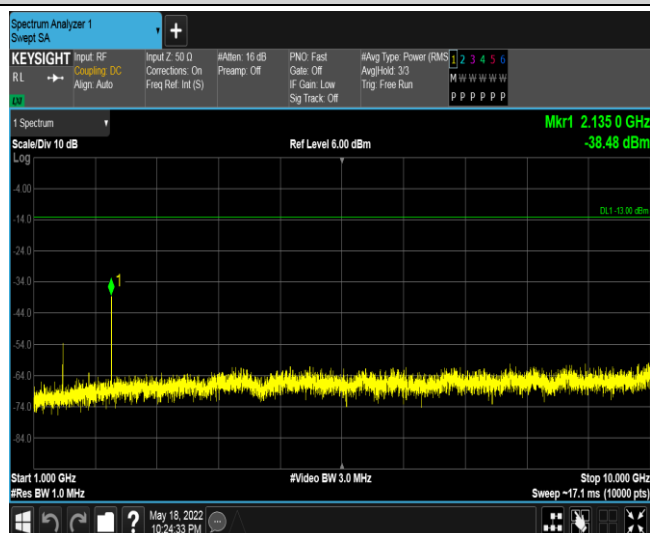 Spectrum Analyzer 1
Swept SA
+
KEYSIGHT
RL
LXI
Input: RF
Coupling: DC
Align: Auto
Input Z: 50 Ω
Corrections: On
Freq Ref: Int (S)
#Atten: 16 dB
Preamp: Off
PNO: Fast
Gate: Off
IF Gain: Low
Sig Track: Off
#Avg Type: Power (RMS
Avg|Hold: 3/3
Trig: Free Run
1 2 3 4 5 6
M W W W W W
P P P P P P
1 Spectrum
Scale/Div 10 dB
Log
Ref Level 6.00 dBm
Mkr1 2.135 0 GHz
-38.48 dBm
-4.00
-14.0
-24.0
-34.0
-44.0
-54.0
-64.0
-74.0
-84.0
DL1 -13.00 dBm
1
Start 1.000 GHz
#Res BW 1.0 MHz
#Video BW 3.0 MHz
Stop 10.000 GHz
Sweep ~17.1 ms (10000 pts)
?
May 18, 2022
10:24:33 PM